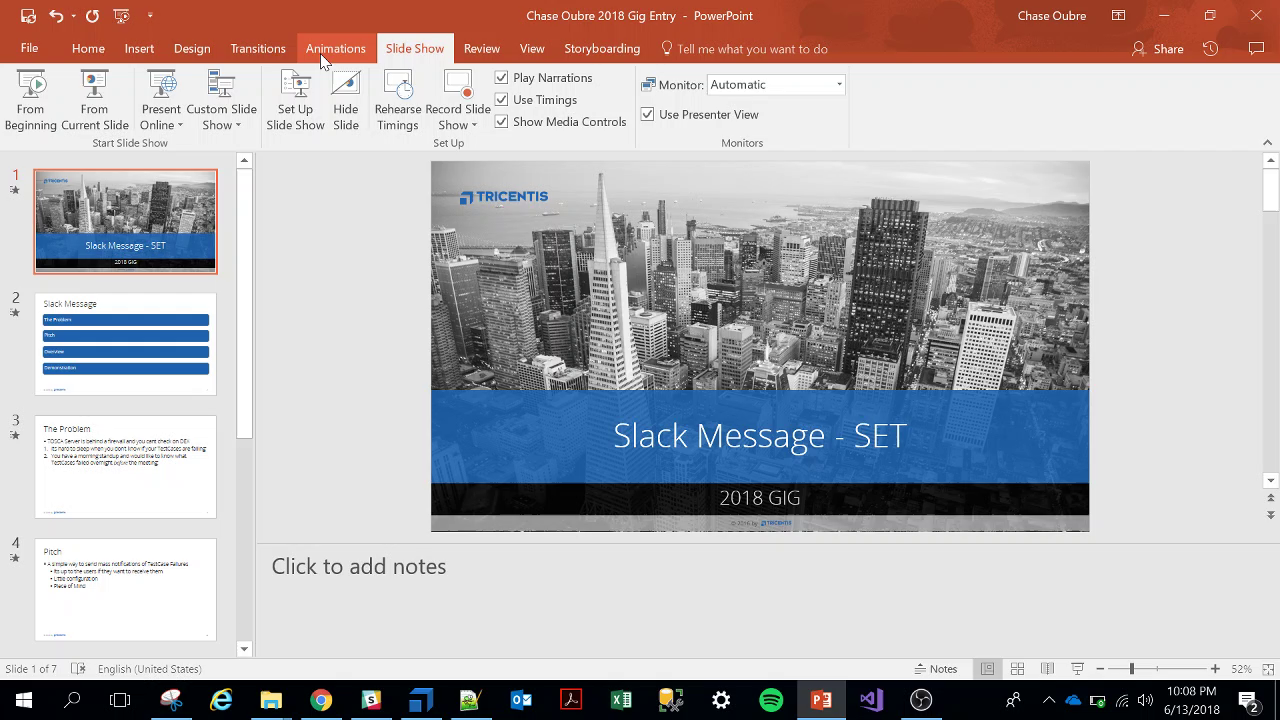 Chase Oubre 2018 Gig Entry - PowerPoint
Chase Oubre
File
Home
Insert
Design
Transitions
Animations
Slide Show
Review
View
Storyboarding
Tell me what you want to do
Share
From Beginning
From Current Slide
Present Online
Custom Slide Show
Set Up Slide Show
Hide Slide
Rehearse Timings
Record Slide Show
Play Narrations
Use Timings
Show Media Controls
Monitor: Automatic
Use Presenter View
Start Slide Show
Set Up
Monitors
1
TRICENTIS
Slack Message - SET
2018 GIG
2
Slack Message
The Problem
Pitch
Overview
Demonstration
3
The Problem
• TOSCA Server is behind a firewall and you can't check on DEX
1. It's hard to sleep when you don't know if your TestCases are failing
2. You have a morning standup and would like to know what
TestCases failed overnight before the meeting
4
Pitch
• A simple way to send mass notifications of TestCase Failures
• Its up to the users if they want to receive them
• Little configuration
• Piece of Mind
TRICENTIS
Slack Message - SET
2018 GIG
© 2016 by TRICENTIS
Click to add notes
Slide 1 of 7
English (United States)
Notes
52%
10:08 PM
6/13/2018
2